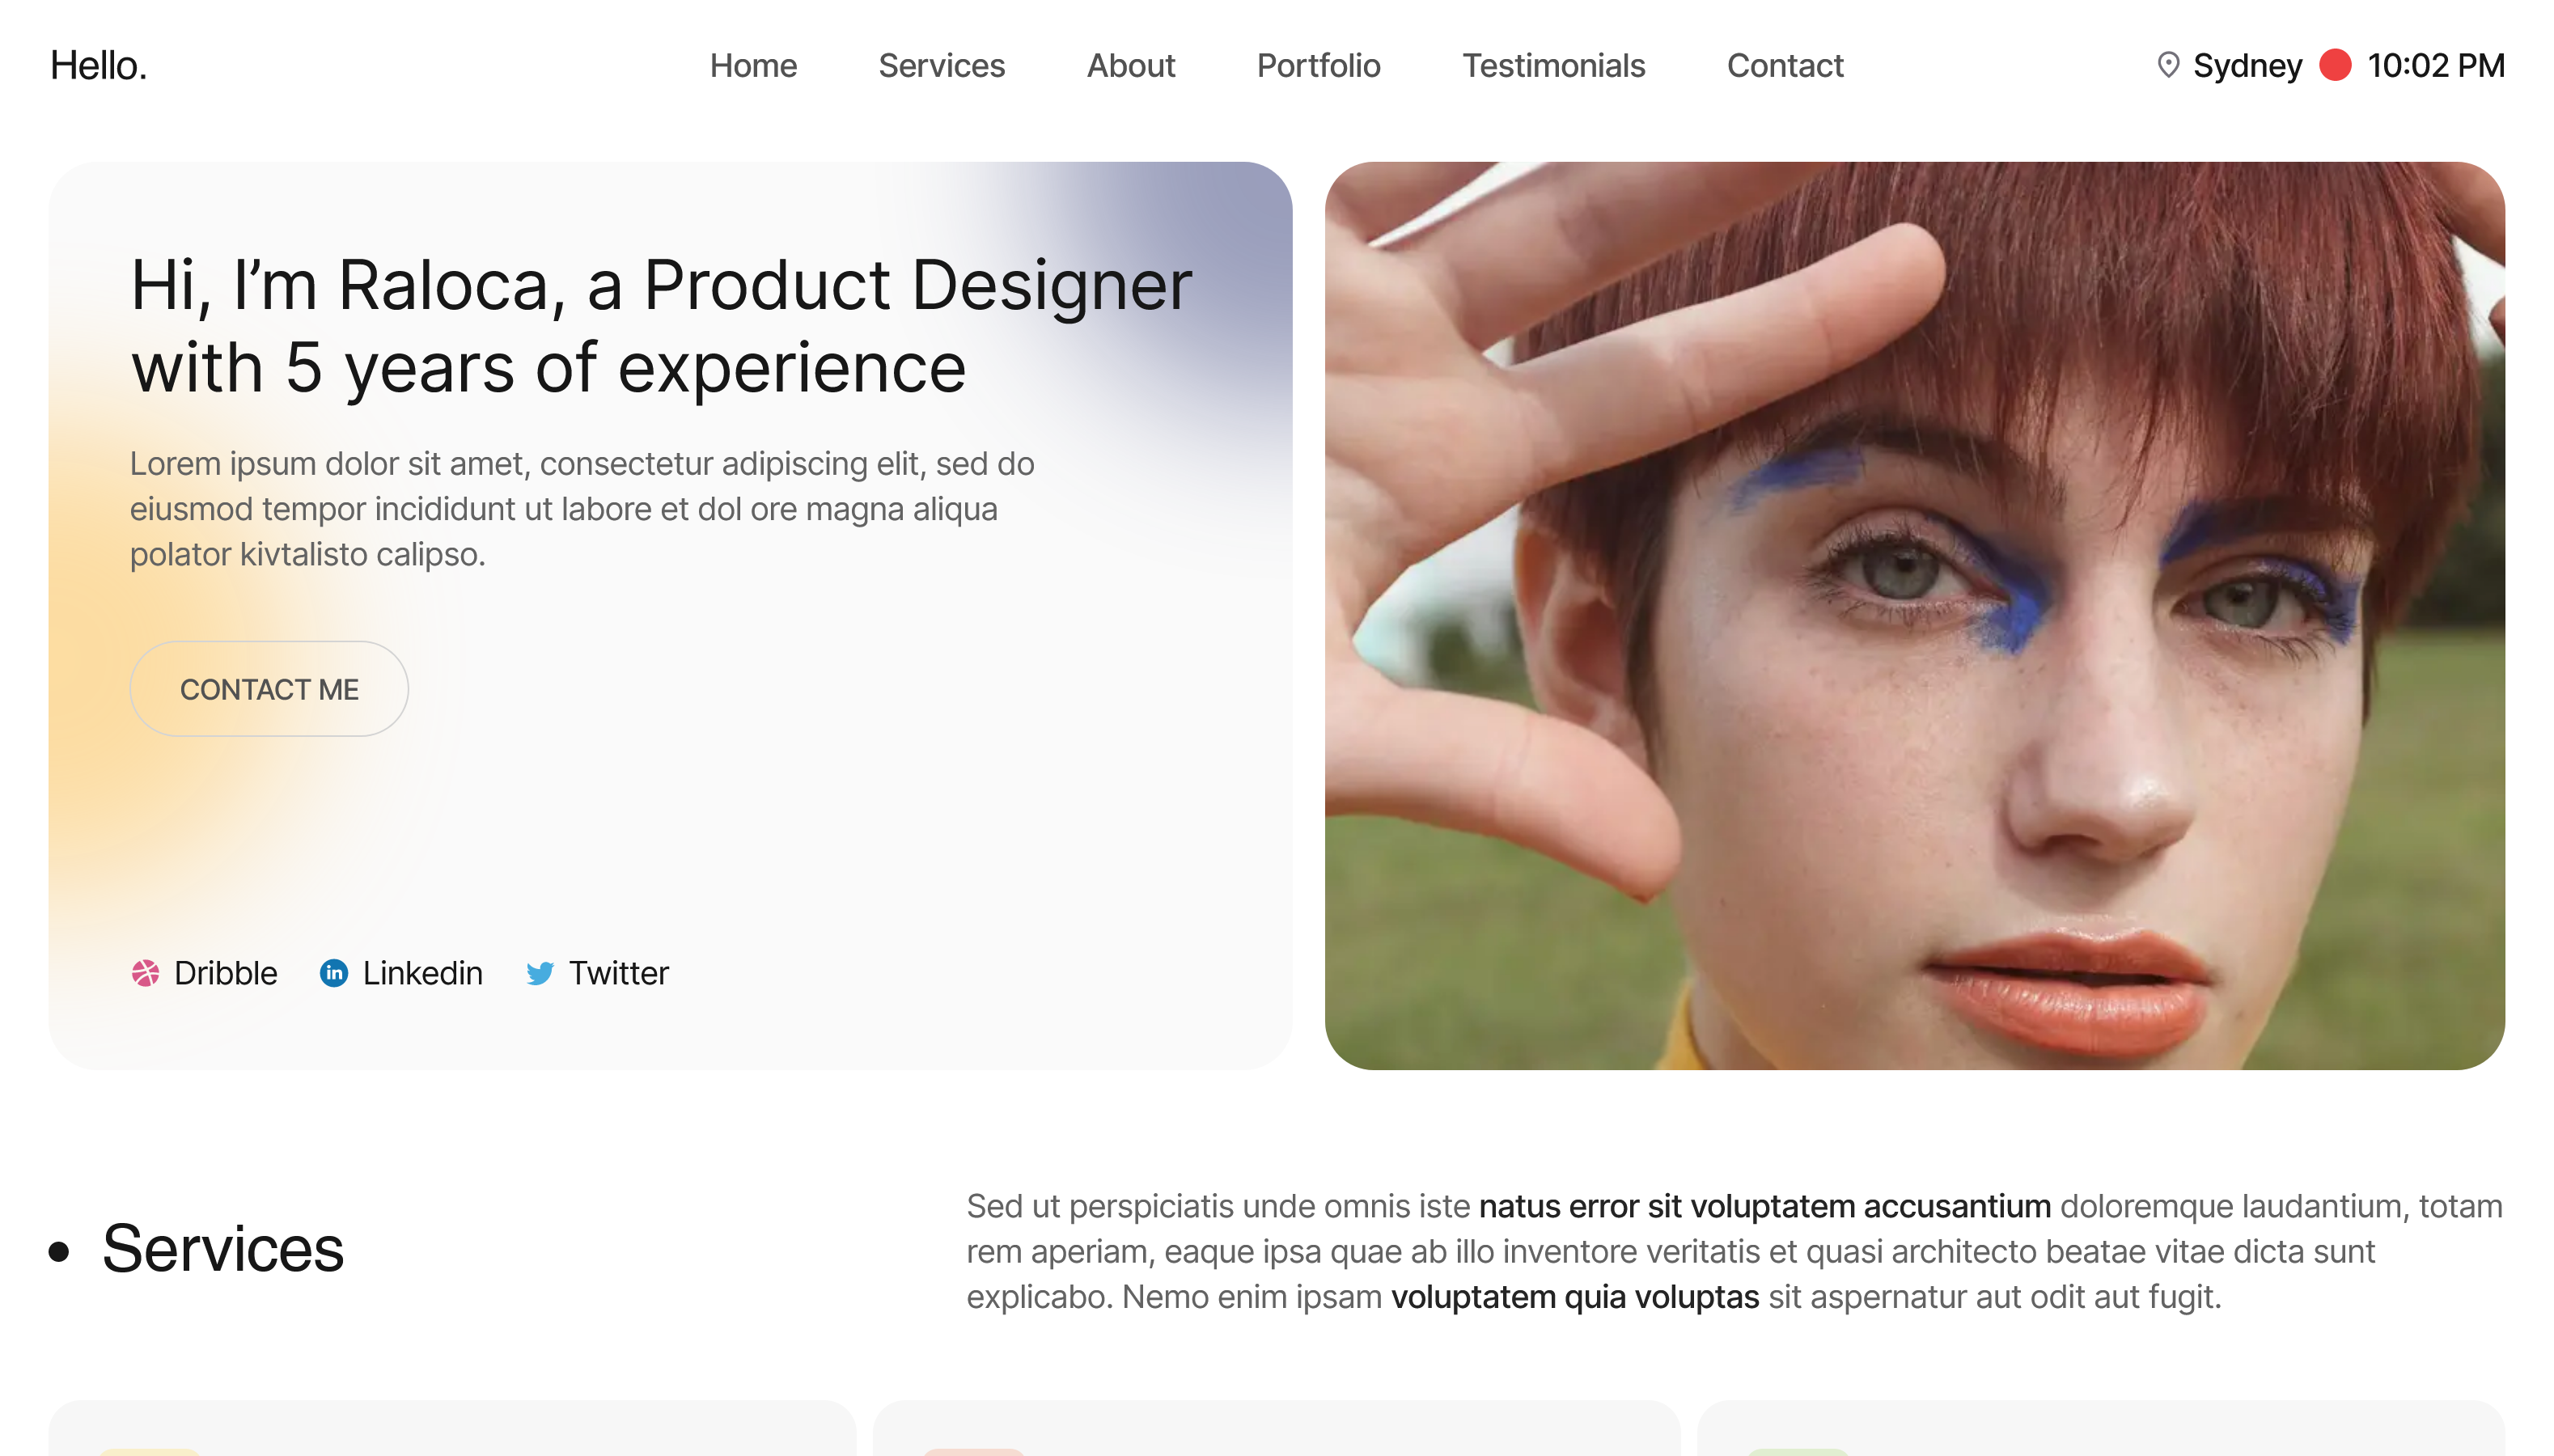 Hello.
Home Services About Portfolio Testimonials Contact
Sydney 10:02 PM
Hi, I’m Raloca, a Product Designer
with 5 years of experience
Lorem ipsum dolor sit amet, consectetur adipiscing elit, sed do
eiusmod tempor incididunt ut labore et dol ore magna aliqua
polator kivtalisto calipso.
CONTACT ME
Dribble Linkedin Twitter
Services
Sed ut perspiciatis unde omnis iste natus error sit voluptatem accusantium doloremque laudantium, totam
rem aperiam, eaque ipsa quae ab illo inventore veritatis et quasi architecto beatae vitae dicta sunt
explicabo. Nemo enim ipsam voluptatem quia voluptas sit aspernatur aut odit aut fugit.